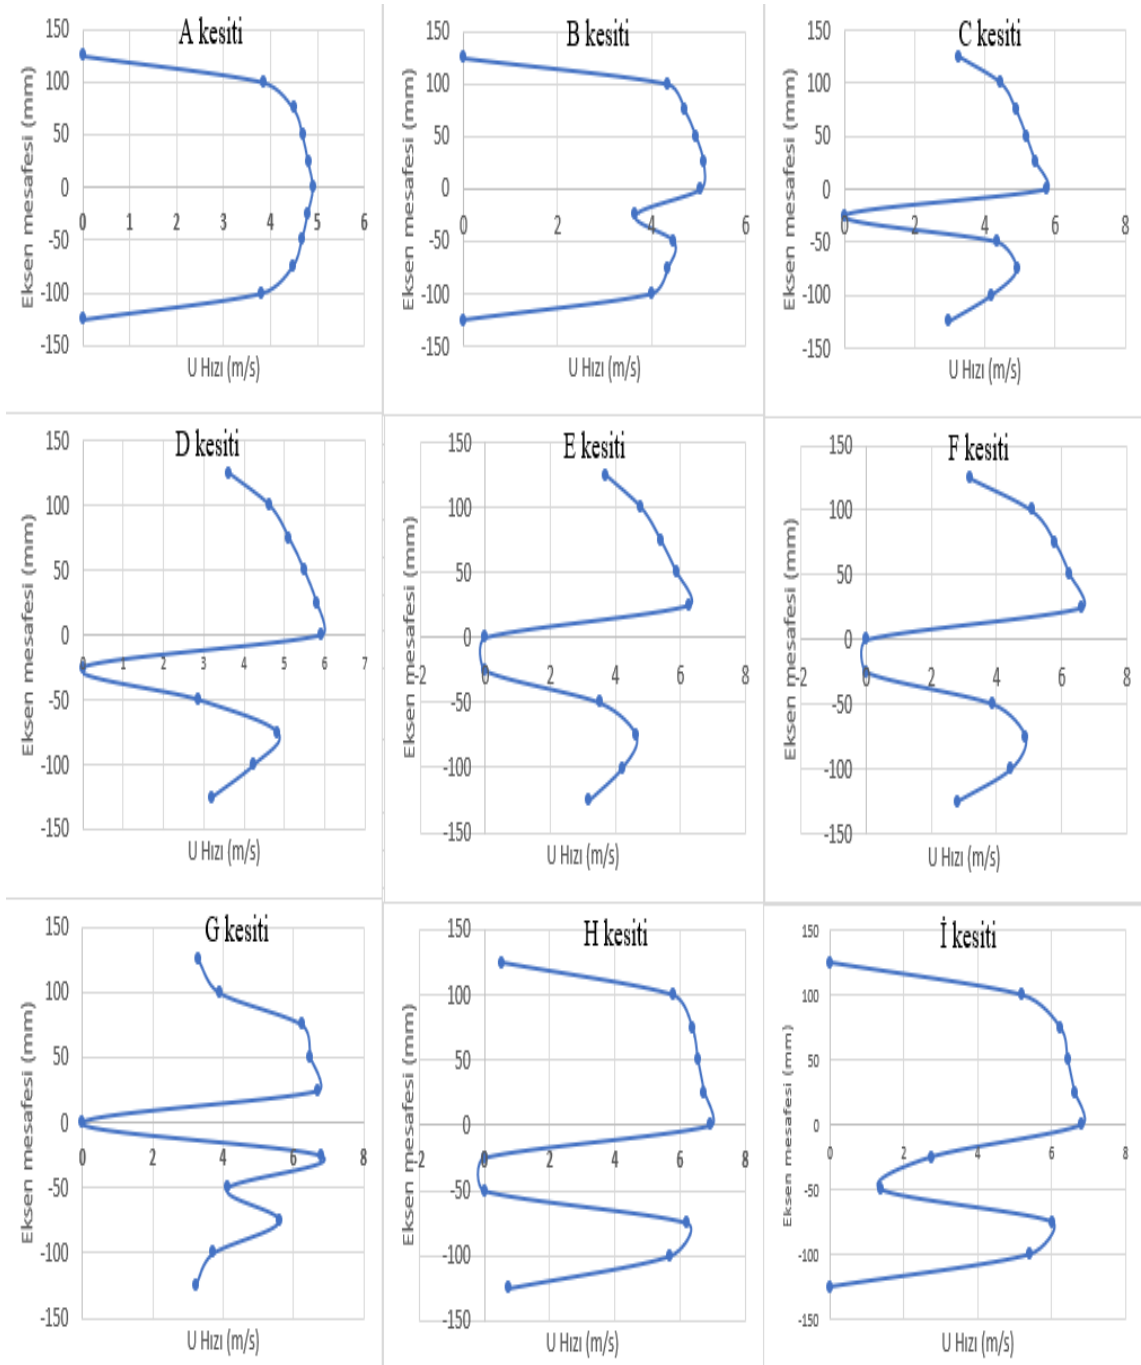 A kesiti
Eksen mesafesi (mm)
150
100
50
0
-50
-100
-150
0 1 2 3 4 5 6
U Hızı (m/s)
B kesiti
Eksen mesafesi (mm)
150
100
50
0
-50
-100
-150
0 2 4 6
U Hızı (m/s)
C kesiti
Eksen mesafesi (mm)
150
100
50
0
-50
-100
-150
0 2 4 6 8
U Hızı (m/s)
D kesiti
Eksen mesafesi (mm)
150
100
50
0
-50
-100
-150
0 1 2 3 4 5 6 7
U Hızı (m/s)
E kesiti
Eksen mesafesi (mm)
150
100
50
0
-50
-100
-150
-2 0 2 4 6 8
U Hızı (m/s)
F kesiti
Eksen mesafesi (mm)
150
100
50
0
-50
-100
-150
-2 0 2 4 6 8
U Hızı (m/s)
G kesiti
Eksen mesafesi (mm)
150
100
50
0
-50
-100
-150
0 2 4 6 8
U Hızı (m/s)
H kesiti
Eksen mesafesi (mm)
150
100
50
0
-50
-100
-150
-2 0 2 4 6 8
U Hızı (m/s)
İ kesiti
Eksen mesafesi (mm)
150
100
50
0
-50
-100
-150
0 2 4 6 8
U Hızı (m/s)